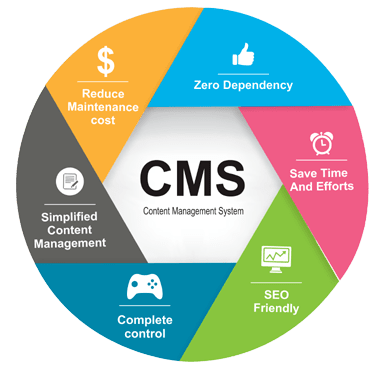 $
Reduce
Maintenance
cost
Zero Dependency
Save Time
And Efforts
SEO
Friendly
Complete
control
Simplified
Content
Management
CMS
Content Management System